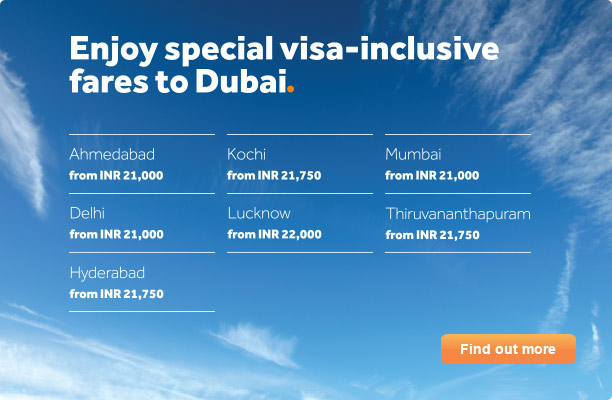 Enjoy special visa-inclusive
fares to Dubai.
Ahmedabad
from INR 21,000
Kochi
from INR 21,750
Mumbai
from INR 21,000
Delhi
from INR 21,000
Lucknow
from INR 22,000
Thiruvananthapuram
from INR 21,750
Hyderabad
from INR 21,750
Find out more